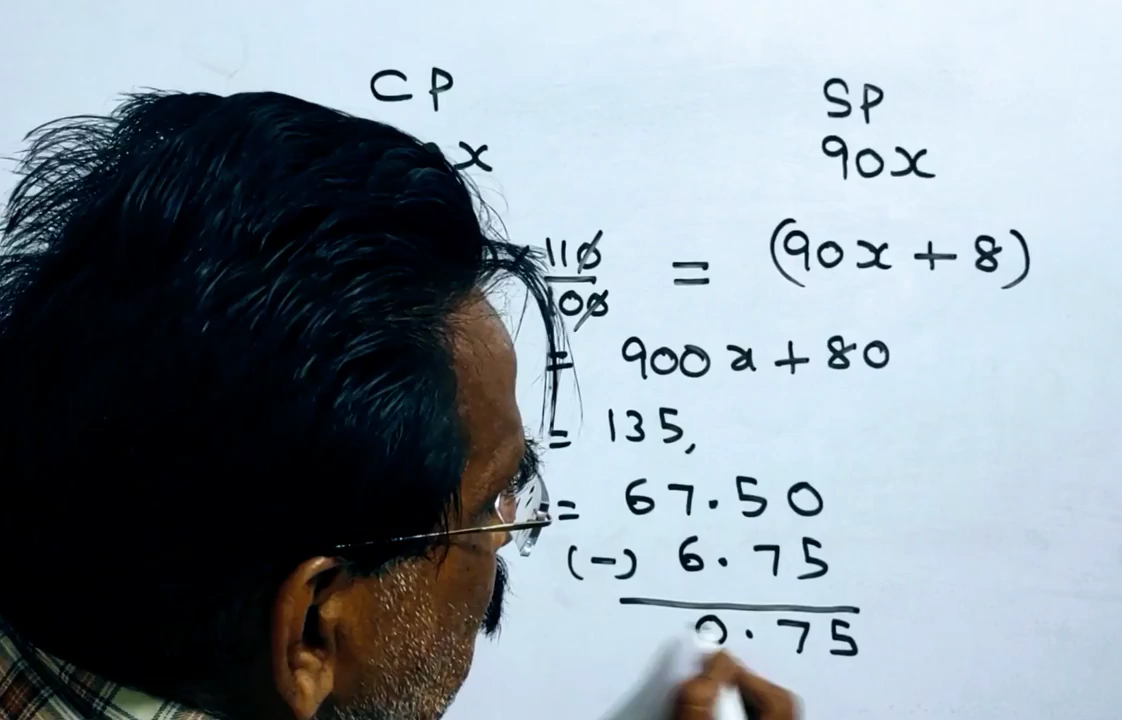 CP SP
x 90x
110/100 = (90x + 8)
= 900x + 80
= 135,
= 67.50
(-) 6.75
0.75